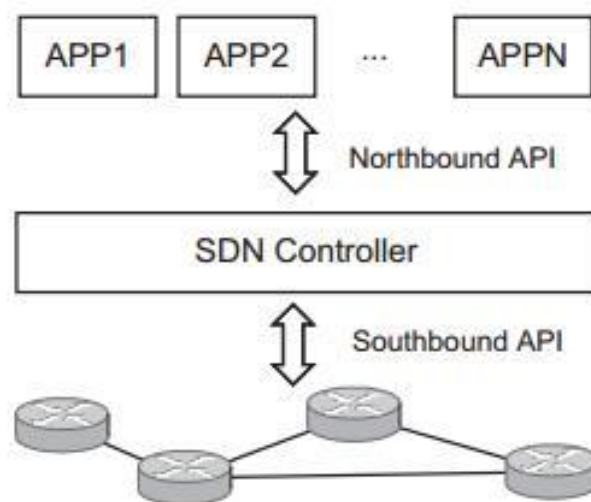 APP1 APP2 ... APPN
Northbound API
SDN Controller
Southbound API